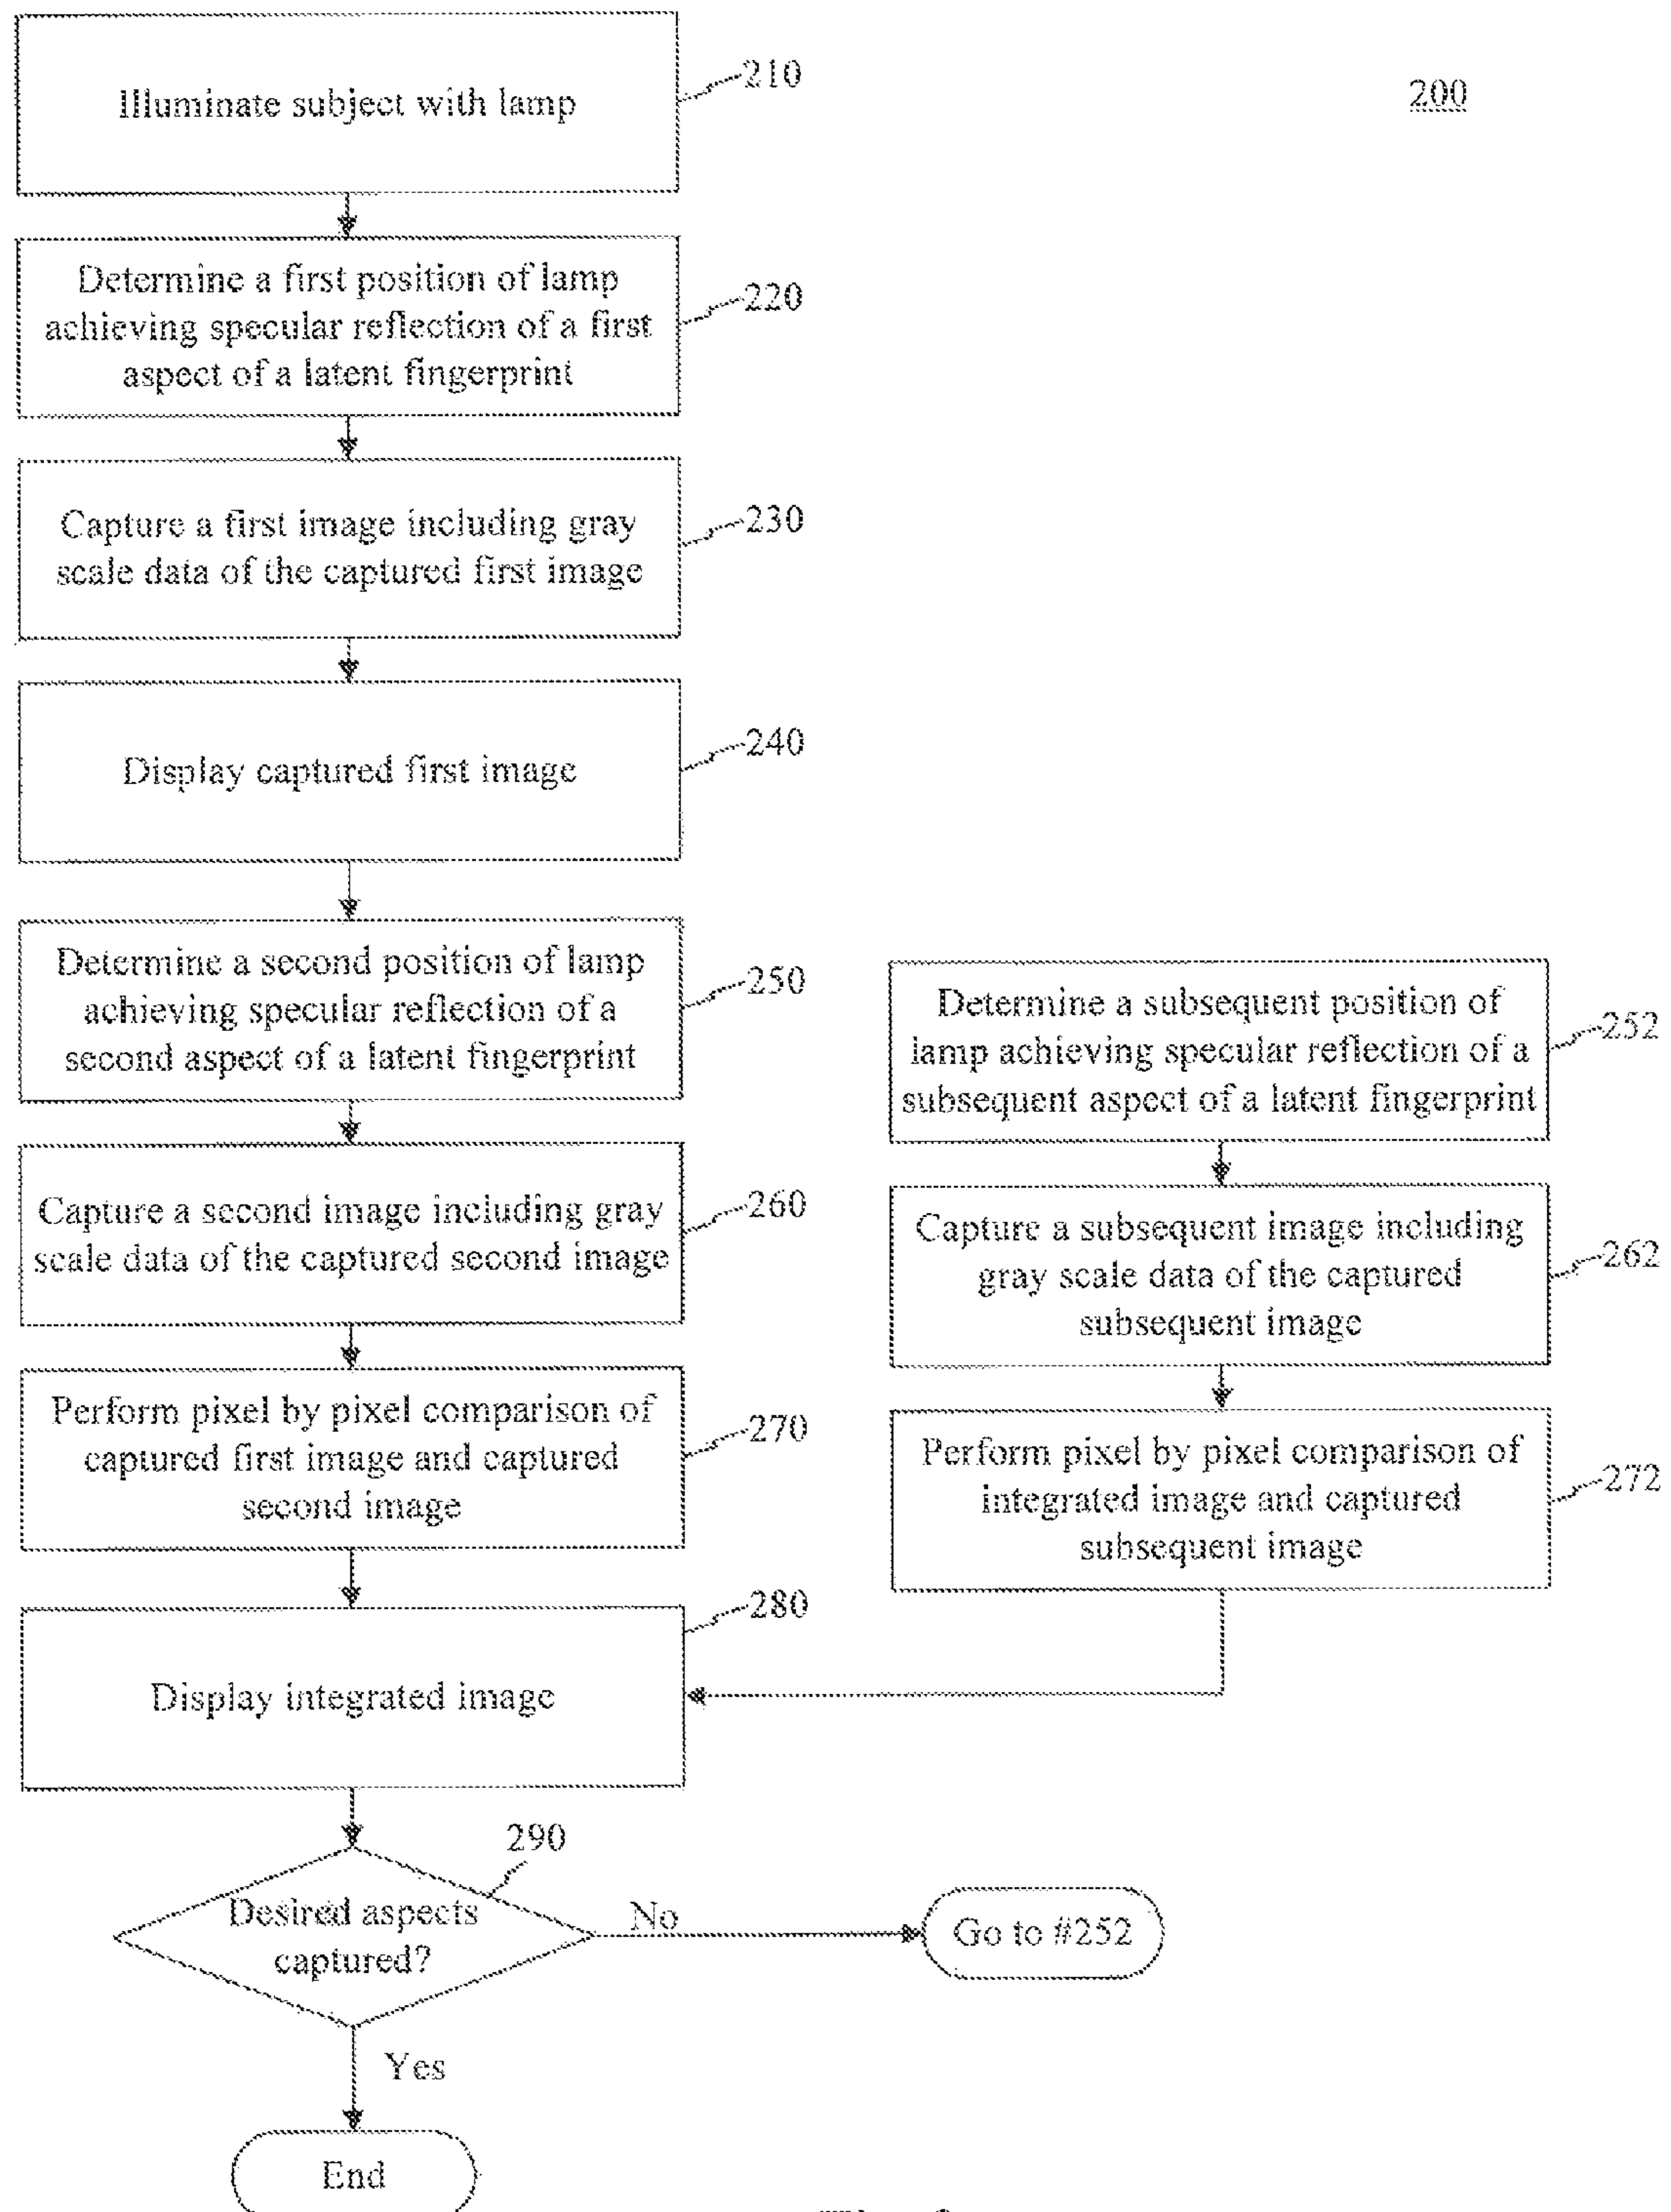 200
Illuminate subject with lamp
210
Determine a first position of lamp
achieving specular reflection of a first
aspect of a latent fingerprint
220
Capture a first image including gray
scale data of the captured first image
230
Display captured first image
240
Determine a second position of lamp
achieving specular reflection of a
second aspect of a latent fingerprint
250
Capture a second image including gray
scale data of the captured second image
260
Perform pixel by pixel comparison of
captured first image and captured
second image
270
Determine a subsequent position of
lamp achieving specular reflection of a
subsequent aspect of a latent fingerprint
252
Capture a subsequent image including
gray scale data of the captured
subsequent image
262
Perform pixel by pixel comparison of
integrated image and captured
subsequent image
272
Display integrated image
280
Desired aspects
captured?
290
No
Go to #252
Yes
End